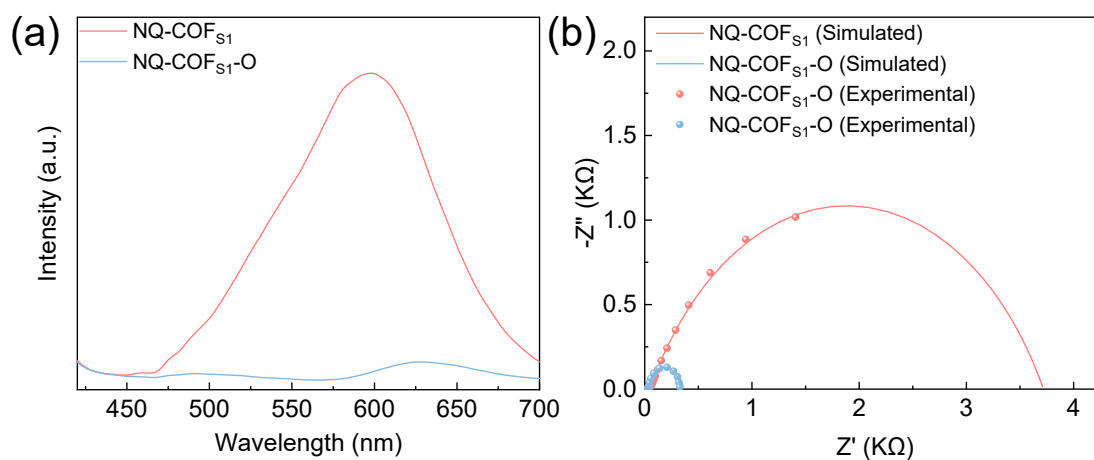 (a)
NQ-COFS1
NQ-COFS1-O
Intensity (a.u.)
450 500 550 600 650 700
Wavelength (nm)
(b)
NQ-COFS1 (Simulated)
NQ-COFS1-O (Simulated)
NQ-COFS1-O (Experimental)
NQ-COFS1-O (Experimental)
-Z" (KΩ)
2.0
1.5
1.0
0.5
0.0
0 1 2 3 4
Z' (KΩ)